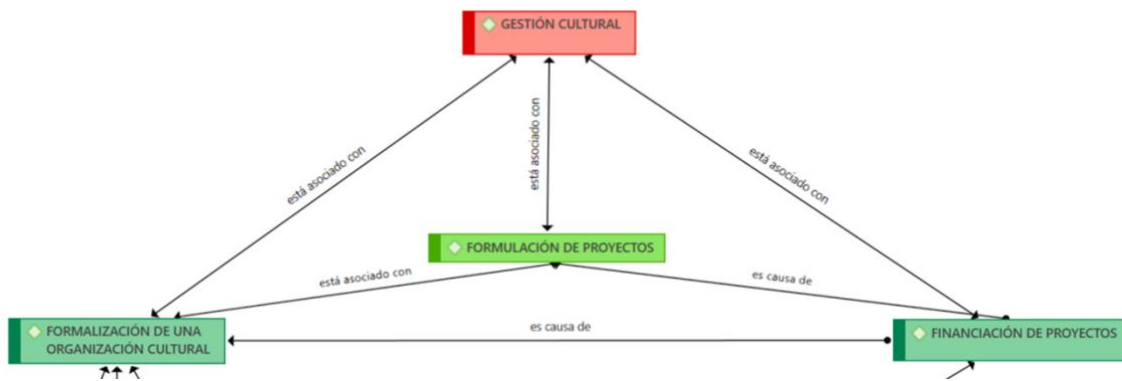 GESTIÓN CULTURAL
está asociado con
está asociado con
está asociado con
FORMULACIÓN DE PROYECTOS
está asociado con
es causa de
FORMALIZACIÓN DE UNA
ORGANIZACIÓN CULTURAL
es causa de
FINANCIACIÓN DE PROYECTOS